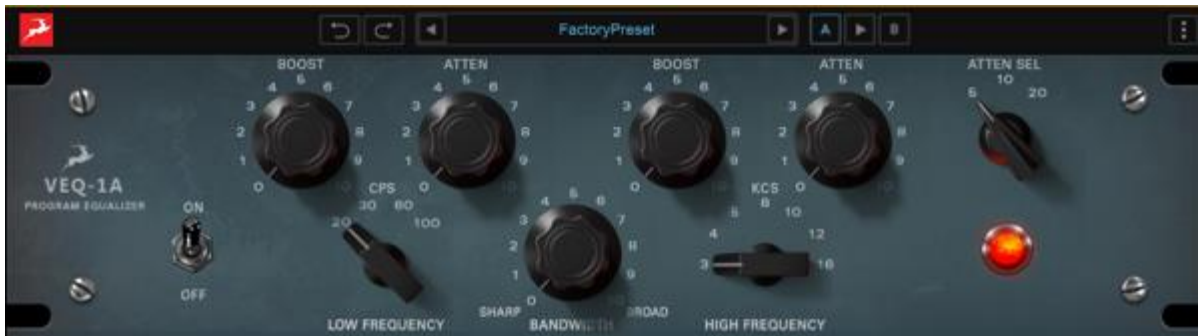 FactoryPreset A B
BOOST ATTEN BOOST ATTEN ATTEN SEL
0 1 2 3 4 5 6 7 8 9 10
0 1 2 3 4 5 6 7 8 9 10
0 1 2 3 4 5 6 7 8 9 10
0 1 2 3 4 5 6 7 8 9 10
5 10 20
VEQ-1A
PROGRAM EQUALIZER
ON
OFF
CPS
20 30 60 100
LOW FREQUENCY
0 1 2 3 4 5 6 7 8 9 10
SHARP BANDWIDTH BROAD
KCS
3 4 5 8 10 12 16
HIGH FREQUENCY